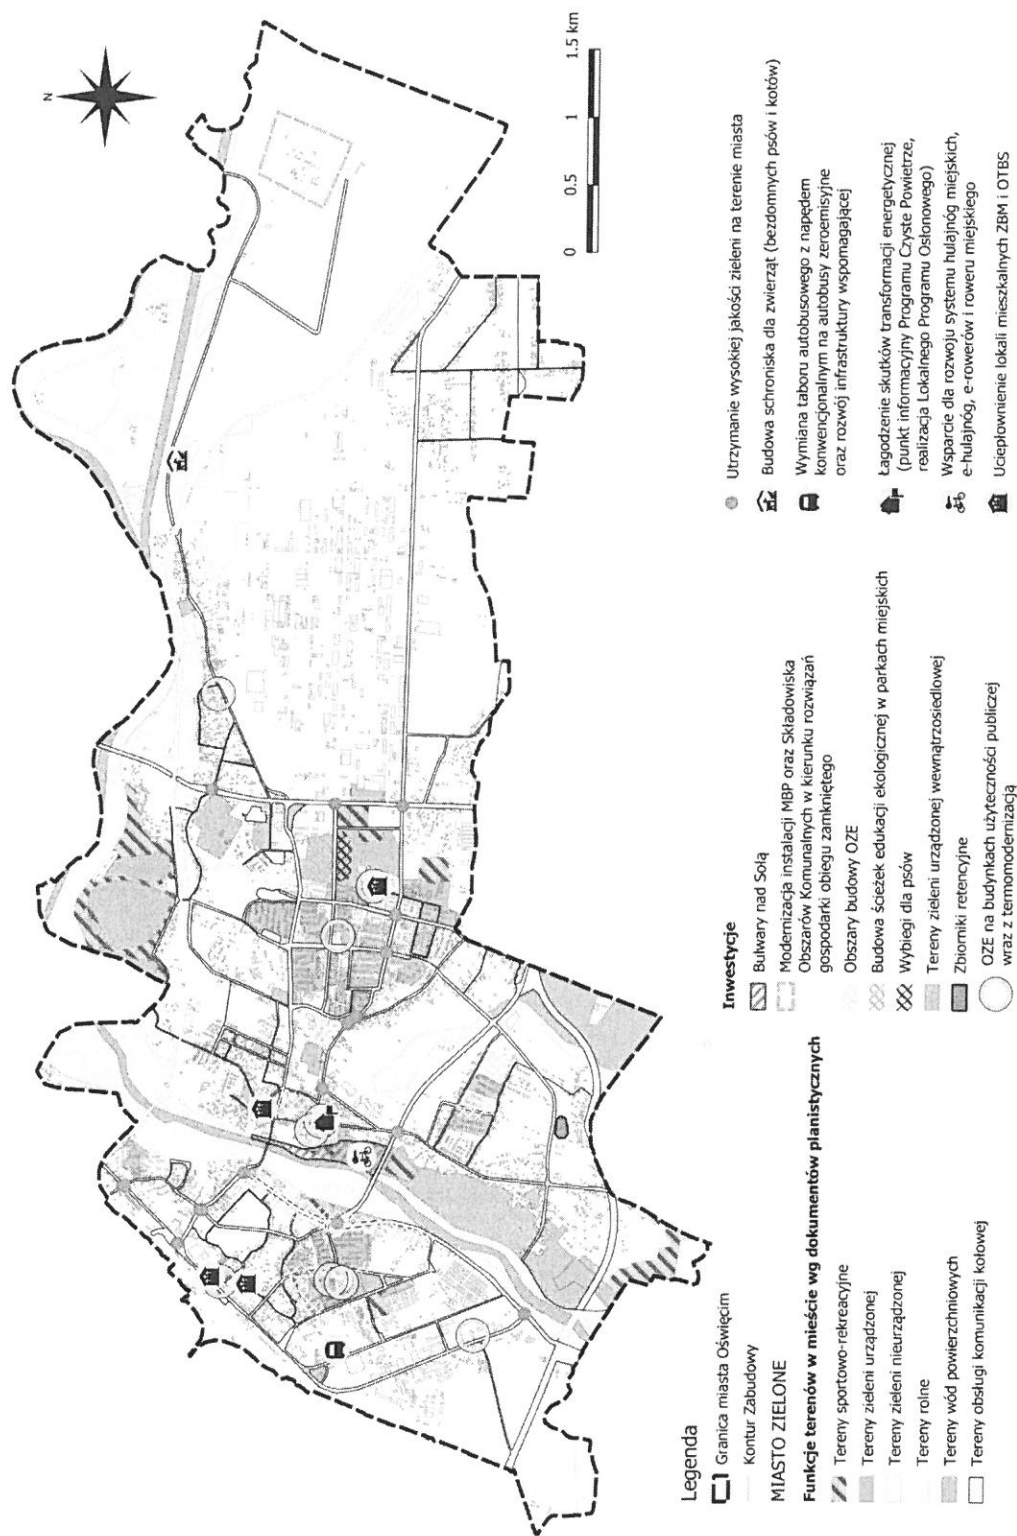 N
0
0.5
1
1.5 km
Legenda
Granica miasta Oświęcim
Kontur Zabudowy
MIASTO ZIELONE
Funkcje terenów w mieście wg dokumentów planistycznych
Tereny sportowo-rekreacyjne
Tereny zieleni urządzonej
Tereny zieleni nieurządzonej
Tereny rolne
Tereny wód powierzchniowych
Tereny obsługi komunikacji kołowej
Inwestycje
Bulwary nad Sołą
Modernizacja instalacji MBP oraz Składowiska
Obszarów Komunalnych w kierunku rozwiązań
gospodarki obiegu zamkniętego
Obszary budowy OZE
Budowa ścieżek edukacji ekologicznej w parkach miejskich
Wybiegi dla psów
Tereny zieleni urządzonej wewnątrzosiedlowej
Zbiorniki retencyjne
OZE na budynkach użyteczności publiczej
wraz z termomodernizacją
Utrzymanie wysokiej jakości zieleni na terenie miasta
Budowa schroniska dla zwierząt (bezdomnych psów i kotów)
Wymiana taboru autobusowego z napędem
konwencjonalnym na autobusy zeroemisyjne
oraz rozwój infrastruktury wspomagającej
Łagodzenie skutków transformacji energetycznej
(punkt informacyjny Programu Czyste Powietrze,
realizacja Lokalnego Programu Osłonowego)
Wsparcie dla rozwoju systemu hulajnóg miejskich,
e-hulajnóg, e-rowerów i roweru miejskiego
Uciepłownienie lokali mieszkalnych ZBM i OTBS